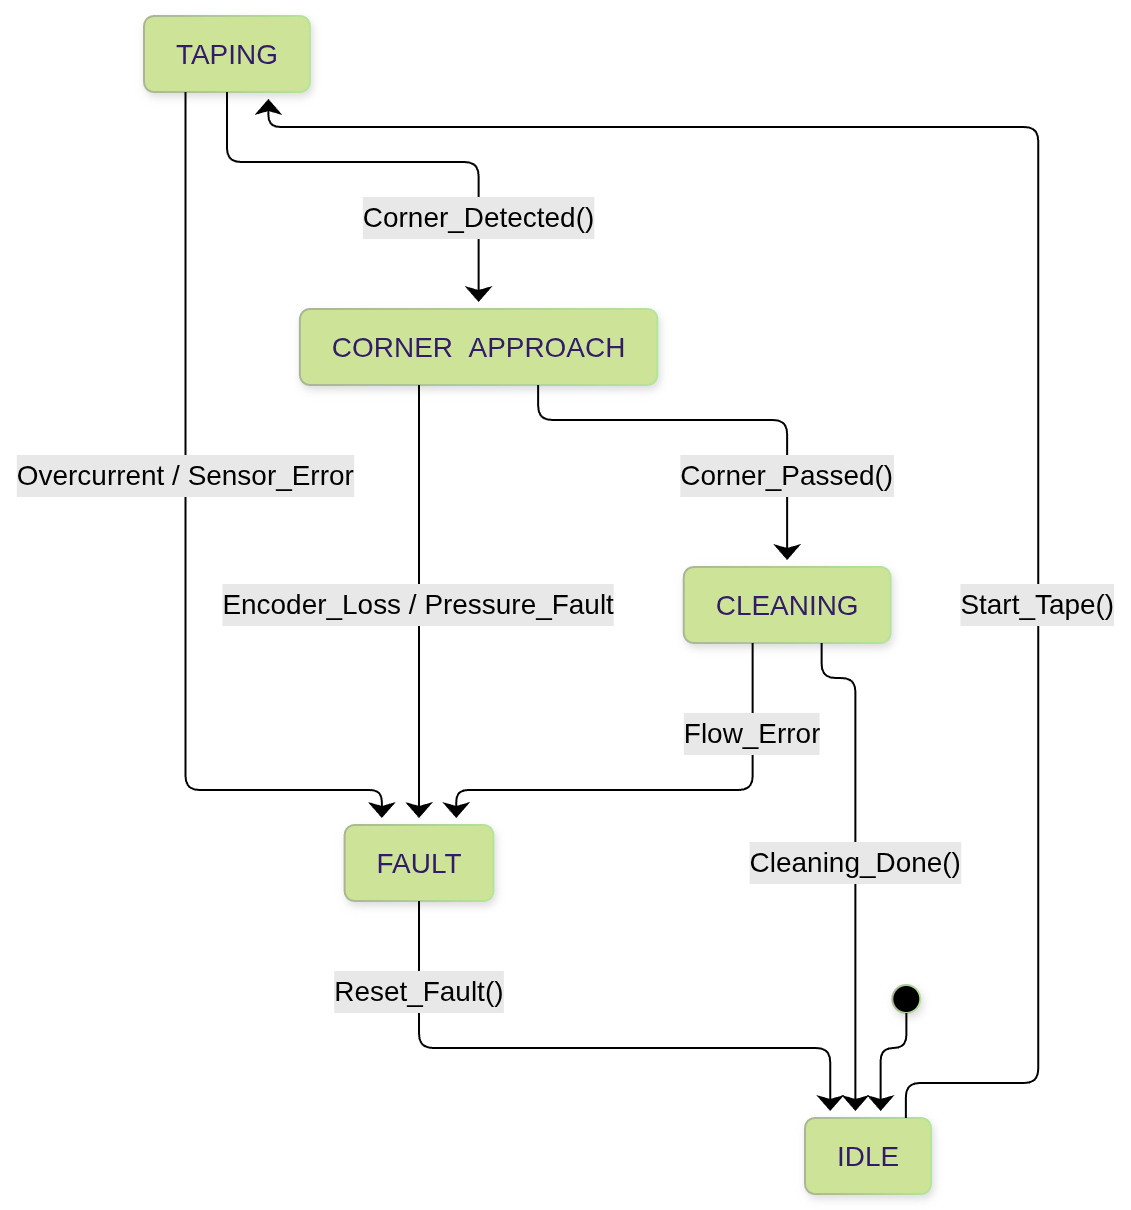 TAPING
Corner_Detected()
CORNER  APPROACH
Overcurrent / Sensor_Error
Corner_Passed()
Encoder_Loss / Pressure_Fault
CLEANING
Start_Tape()
Flow_Error
FAULT
Cleaning_Done()
Reset_Fault()
IDLE